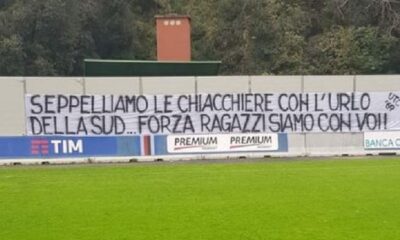 SEPPELLIAMO LE CHIACCHIERE CON L'URLO
DELLA SUD... FORZA RAGAZZI SIAMO CON VOI!
TIM
PREMIUM PREMIUM
BANCA C